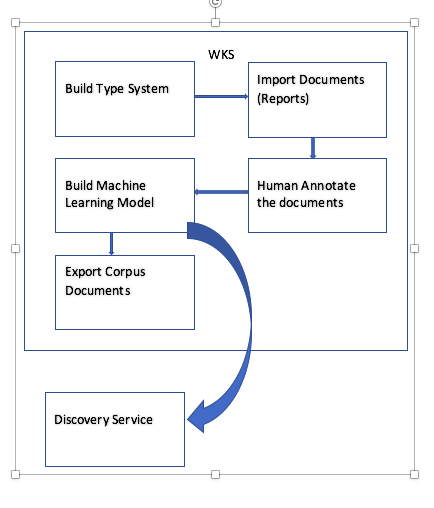 WKS
Build Type System
Import Documents
(Reports)
Build Machine
Learning Model
Human Annotate
the documents
Export Corpus
Documents
Discovery Service